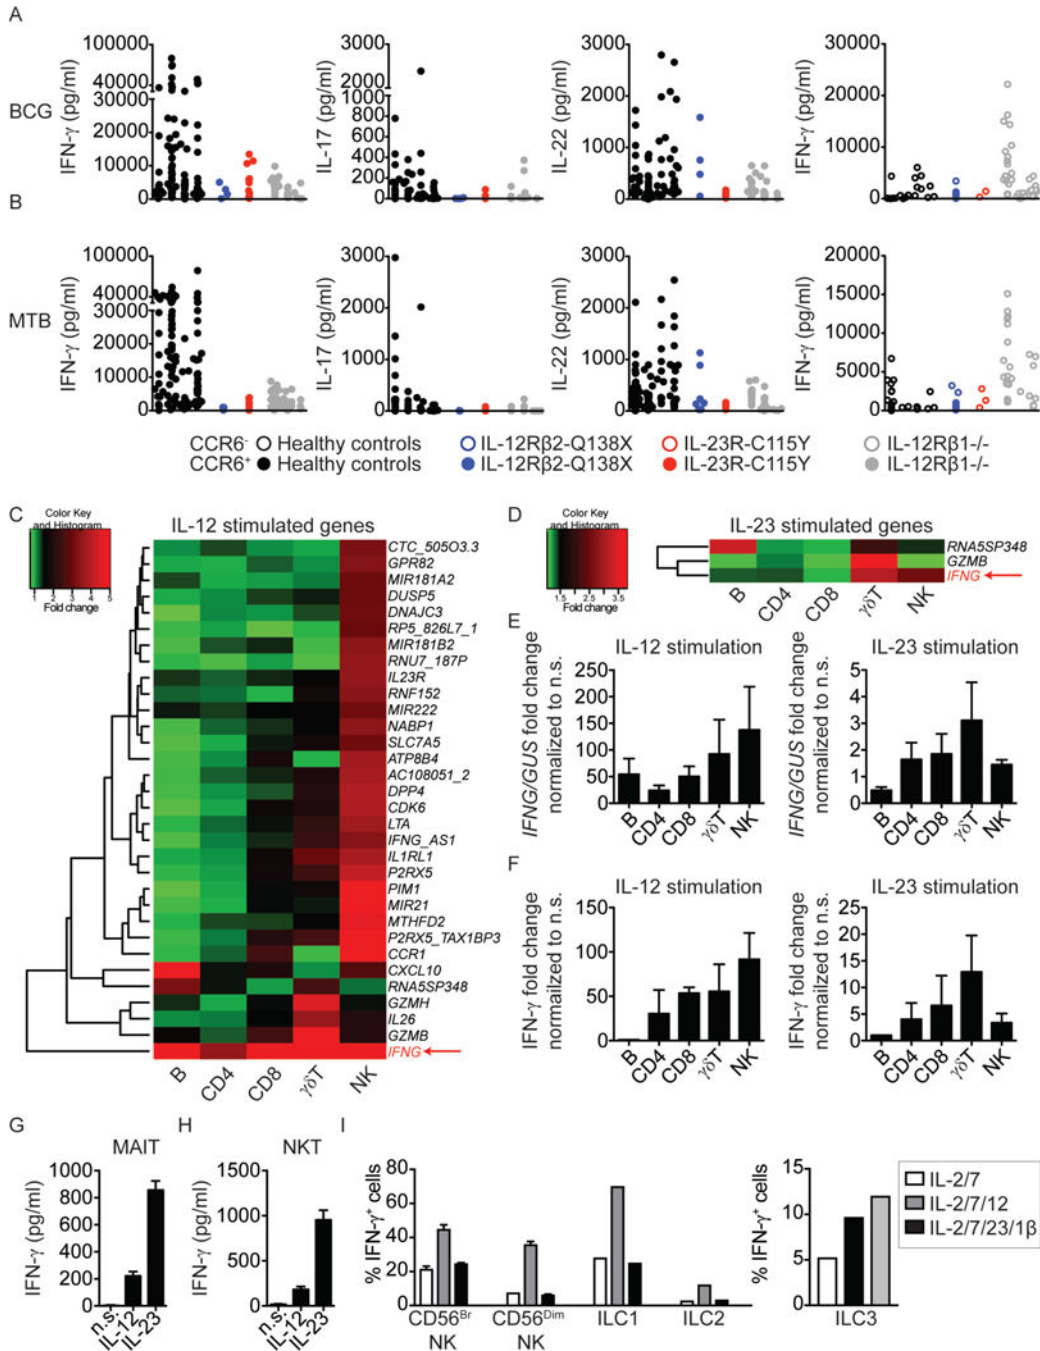 A
BCG
IFN-γ (pg/ml)
100000
40000
30000
20000
10000
0
IL-17 (pg/ml)
3000
2000
1000
800
600
400
200
0
IL-22 (pg/ml)
3000
2000
1000
0
IFN-γ (pg/ml)
30000
20000
10000
0
B
MTB
IFN-γ (pg/ml)
100000
40000
30000
20000
10000
0
IL-17 (pg/ml)
3000
2000
1000
0
IL-22 (pg/ml)
3000
2000
1000
0
IFN-γ (pg/ml)
20000
15000
10000
5000
0
CCR6- Healthy controls IL-12Rβ2-Q138X IL-23R-C115Y IL-12Rβ1-/-
CCR6+ Healthy controls IL-12Rβ2-Q138X IL-23R-C115Y IL-12Rβ1-/-
C
Color Key
and Histogram
1 2 3 4 5
Fold change
IL-12 stimulated genes
CTC_505O3.3
GPR82
MIR181A2
DUSP5
DNAJC3
RP5_826L7_1
MIR181B2
RNU7_187P
IL23R
RNF152
MIR222
NABP1
SLC7A5
ATP8B4
AC108051_2
DPP4
CDK6
LTA
IFNG_AS1
IL1RL1
P2RX5
PIM1
MIR21
MTHFD2
P2RX5_TAX1BP3
CCR1
CXCL10
RNA5SP348
GZMH
IL26
GZMB
IFNG
B CD4 CD8 γδT NK
D
Color Key
and Histogram
1.5 2.5 3.5
Fold change
IL-23 stimulated genes
RNA5SP348
GZMB
IFNG
B CD4 CD8 γδT NK
E
IL-12 stimulation
IFNG/GUS fold change
normalized to n.s.
250
200
150
100
50
0
B CD4 CD8 γδT NK
IL-23 stimulation
IFNG/GUS fold change
normalized to n.s.
5
4
3
2
1
0
B CD4 CD8 γδT NK
F
IL-12 stimulation
IFN-γ fold change
normailzed to n.s.
150
100
50
0
B CD4 CD8 γδT NK
IL-23 stimulation
IFN-γ fold change
normalized to n.s.
25
20
15
10
5
0
B CD4 CD8 γδT NK
G
MAIT
IFN-γ (pg/ml)
1000
800
600
400
200
0
n.s. IL-12 IL-23
H
NKT
IFN-γ (pg/ml)
1500
1000
500
0
n.s. IL-12 IL-23
I
% IFN-γ+ cells
80
60
40
20
0
CD56Br
NK
CD56Dim
NK
ILC1
ILC2
% IFN-γ+ cells
15
10
5
0
ILC3
IL-2/7
IL-2/7/12
IL-2/7/23/1β